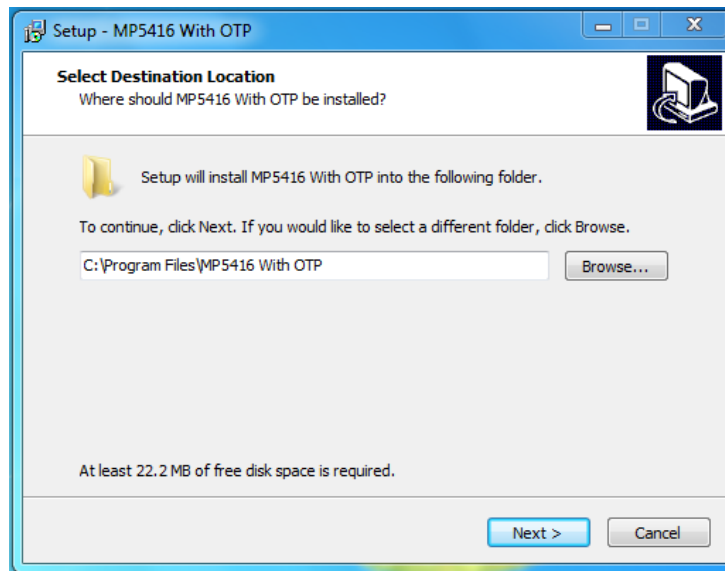 Setup - MP5416 With OTP
Select Destination Location
Where should MP5416 With OTP be installed?
Setup will install MP5416 With OTP into the following folder.
To continue, click Next. If you would like to select a different folder, click Browse.
C:\Program Files\MP5416 With OTP
Browse...
At least 22.2 MB of free disk space is required.
Next >
Cancel